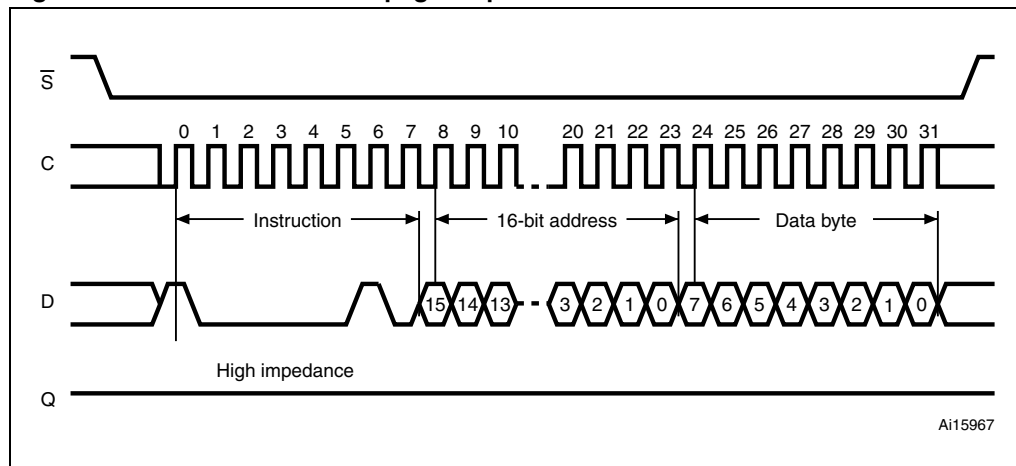 S
0 1 2 3 4 5 6 7 8 9 10 20 21 22 23 24 25 26 27 28 29 30 31
C
Instruction 16-bit address Data byte
D
15 14 13 3 2 1 0 7 6 5 4 3 2 1 0
High impedance
Q
Ai15967